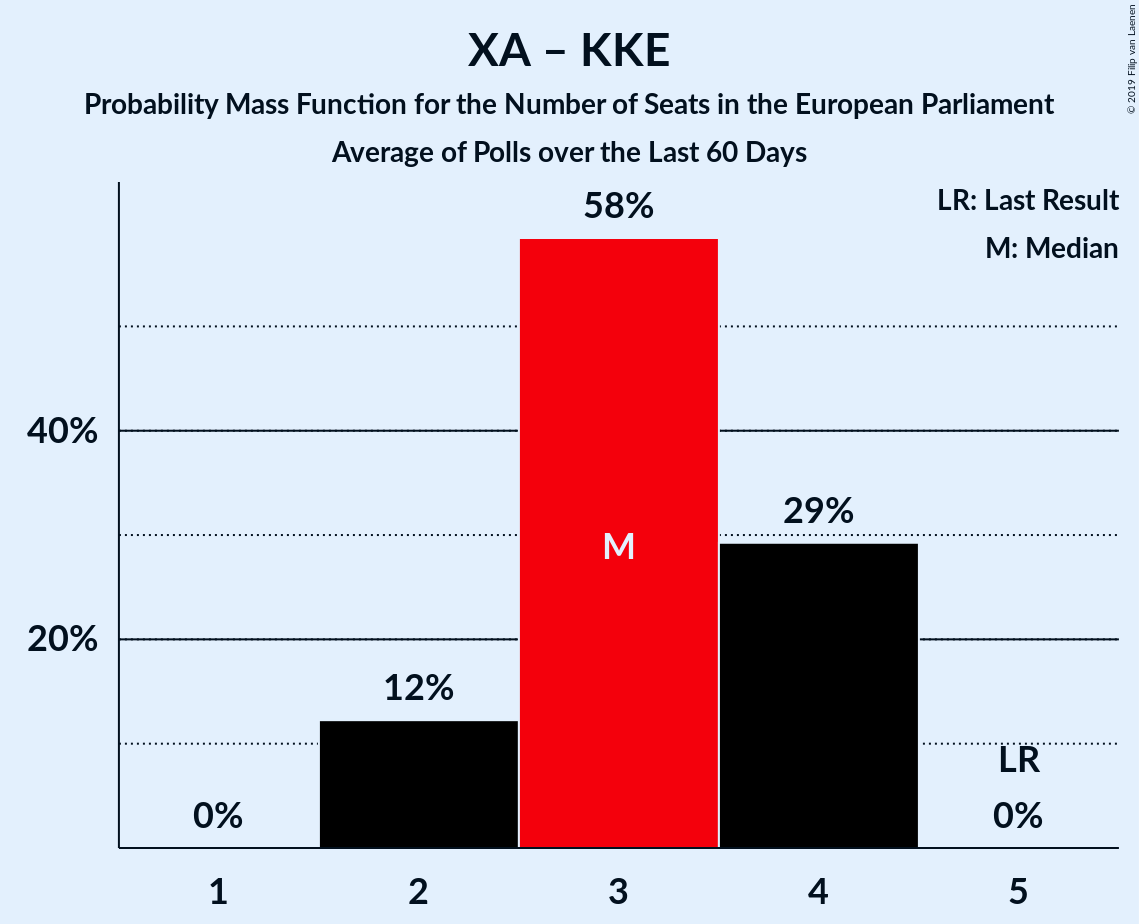 XA – KKE
Probability Mass Function for the Number of Seats in the European Parliament
Average of Polls over the Last 60 Days
© 2019 Filip van Laenen
LR: Last Result
M: Median
58%
40%
29%
M
20%
12%
LR
0%
0%
1
2
3
4
5